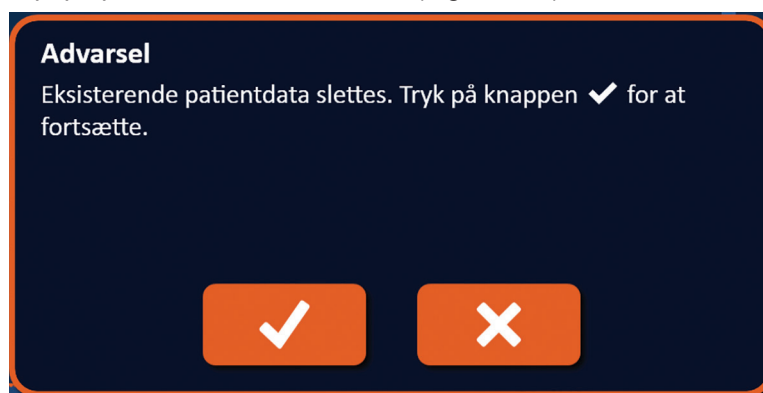 Advarsel
Eksisterende patientdata slettes. Tryk på knappen ✔ for at
fortsætte.